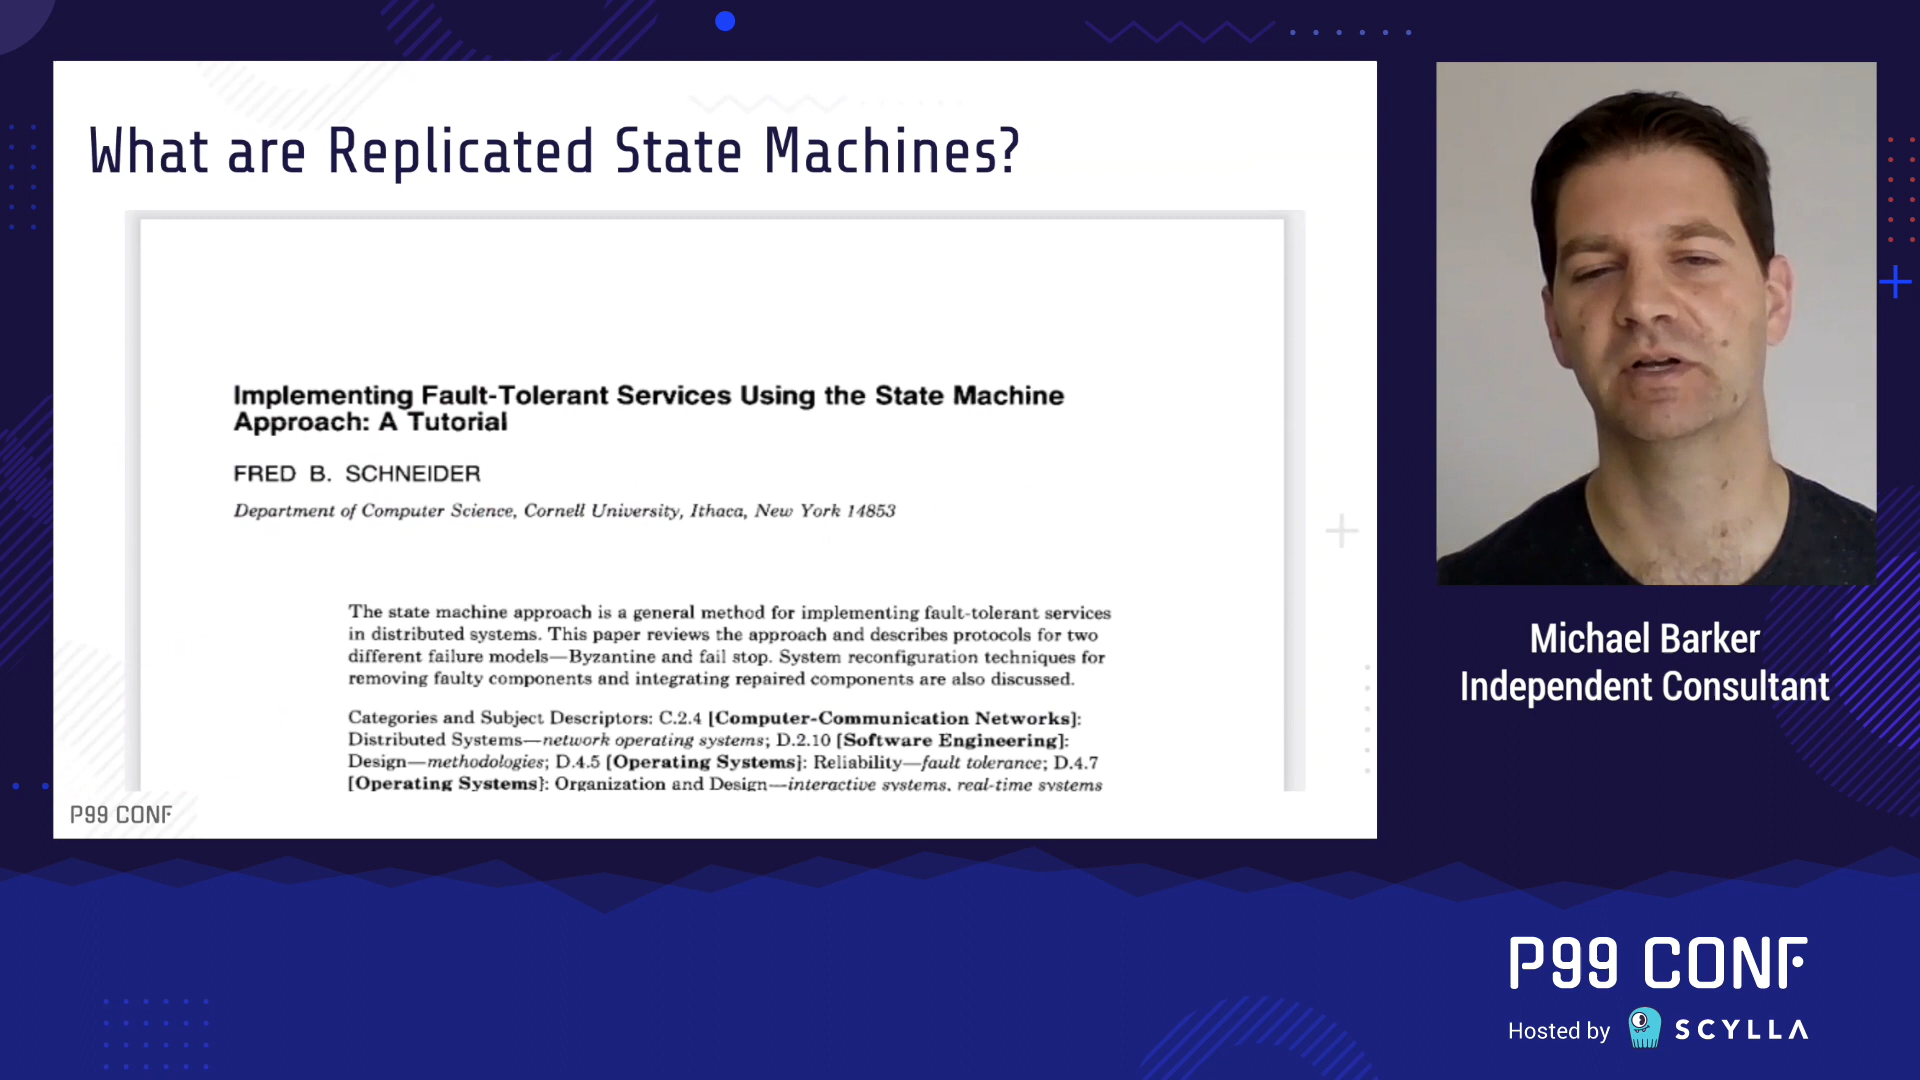 What are Replicated State Machines?
Implementing Fault-Tolerant Services Using the State Machine
Approach: A Tutorial
FRED B. SCHNEIDER
Department of Computer Science, Cornell University, Ithaca, New York 14853
The state machine approach is a general method for implementing fault-tolerant services
in distributed systems. This paper reviews the approach and describes protocols for two
different failure models—Byzantine and fail stop. System reconfiguration techniques for
removing faulty components and integrating repaired components are also discussed.
Categories and Subject Descriptors: C.2.4 [Computer-Communication Networks]:
Distributed Systems—network operating systems; D.2.10 [Software Engineering]:
Design—methodologies; D.4.5 [Operating Systems]: Reliability—fault tolerance; D.4.7
[Operating Systems]: Organization and Design—interactive systems, real-time systems
P99 CONF
Michael Barker
Independent Consultant
P99 CONF
Hosted by SCYLLA